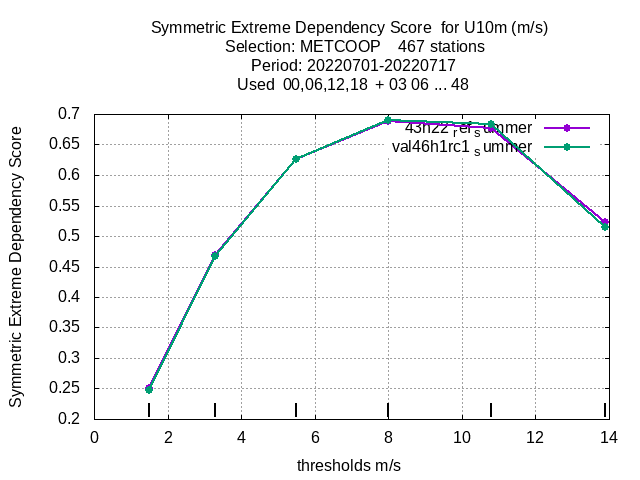 Symmetric Extreme Dependency Score for U10m (m/s)
Selection: METCOOP 467 stations
Period: 20220701-20220717
Used 00,06,12,18 + 03 06 ... 48
Symmetric Extreme Dependency Score
0.7
0.65
0.6
0.55
0.5
0.45
0.4
0.35
0.3
0.25
0.2
43h22_ref_summer
val46h1rc1_summer
0 2 4 6 8 10 12 14
thresholds m/s